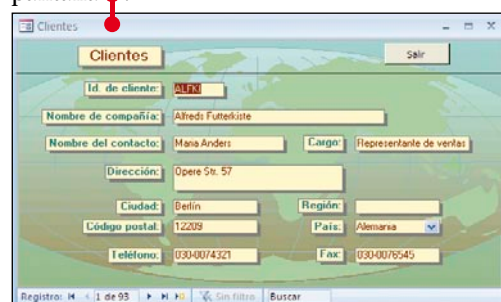 Clientes
Clientes
Salir
Id. de cliente: ALFKI
Nombre de compañía: Alfreds Futterkiste
Nombre del contacto: Maria Anders Cargo: Representante de ventas
Dirección: Opere Str. 57
Ciudad: Berlín Región:
Código postal: 12209 País: Alemania
Teléfono: 030-0074321 Fax: 030-0076545
Registro: 1 de 93 Sin filtro Buscar